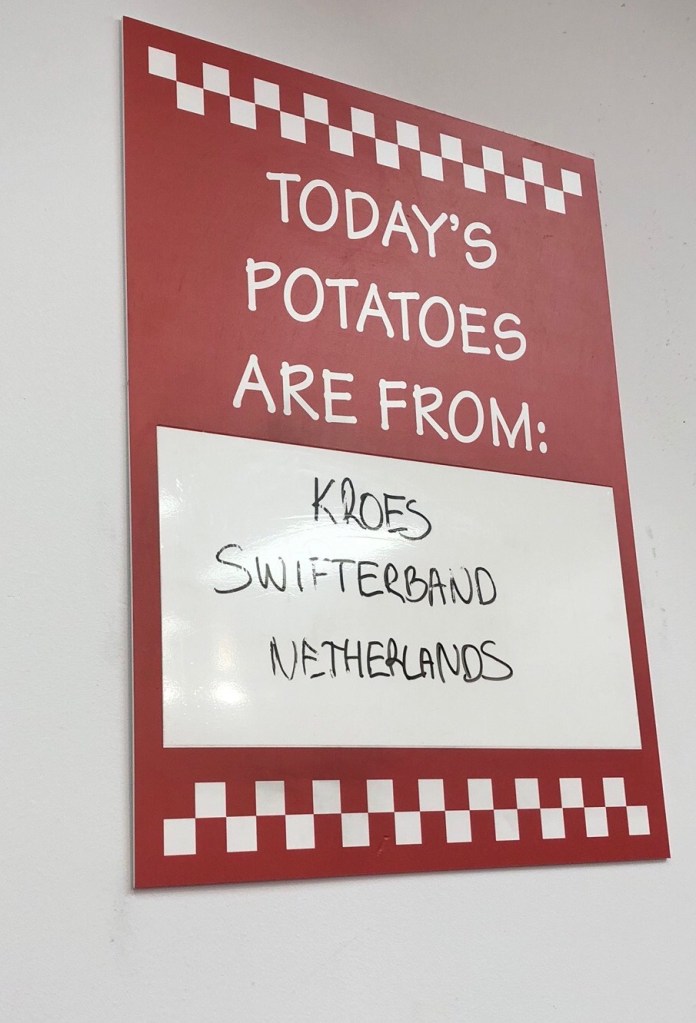 TODAY'S
POTATOES
ARE FROM:
KROES
SWIFTERBAND
NETHERLANDS